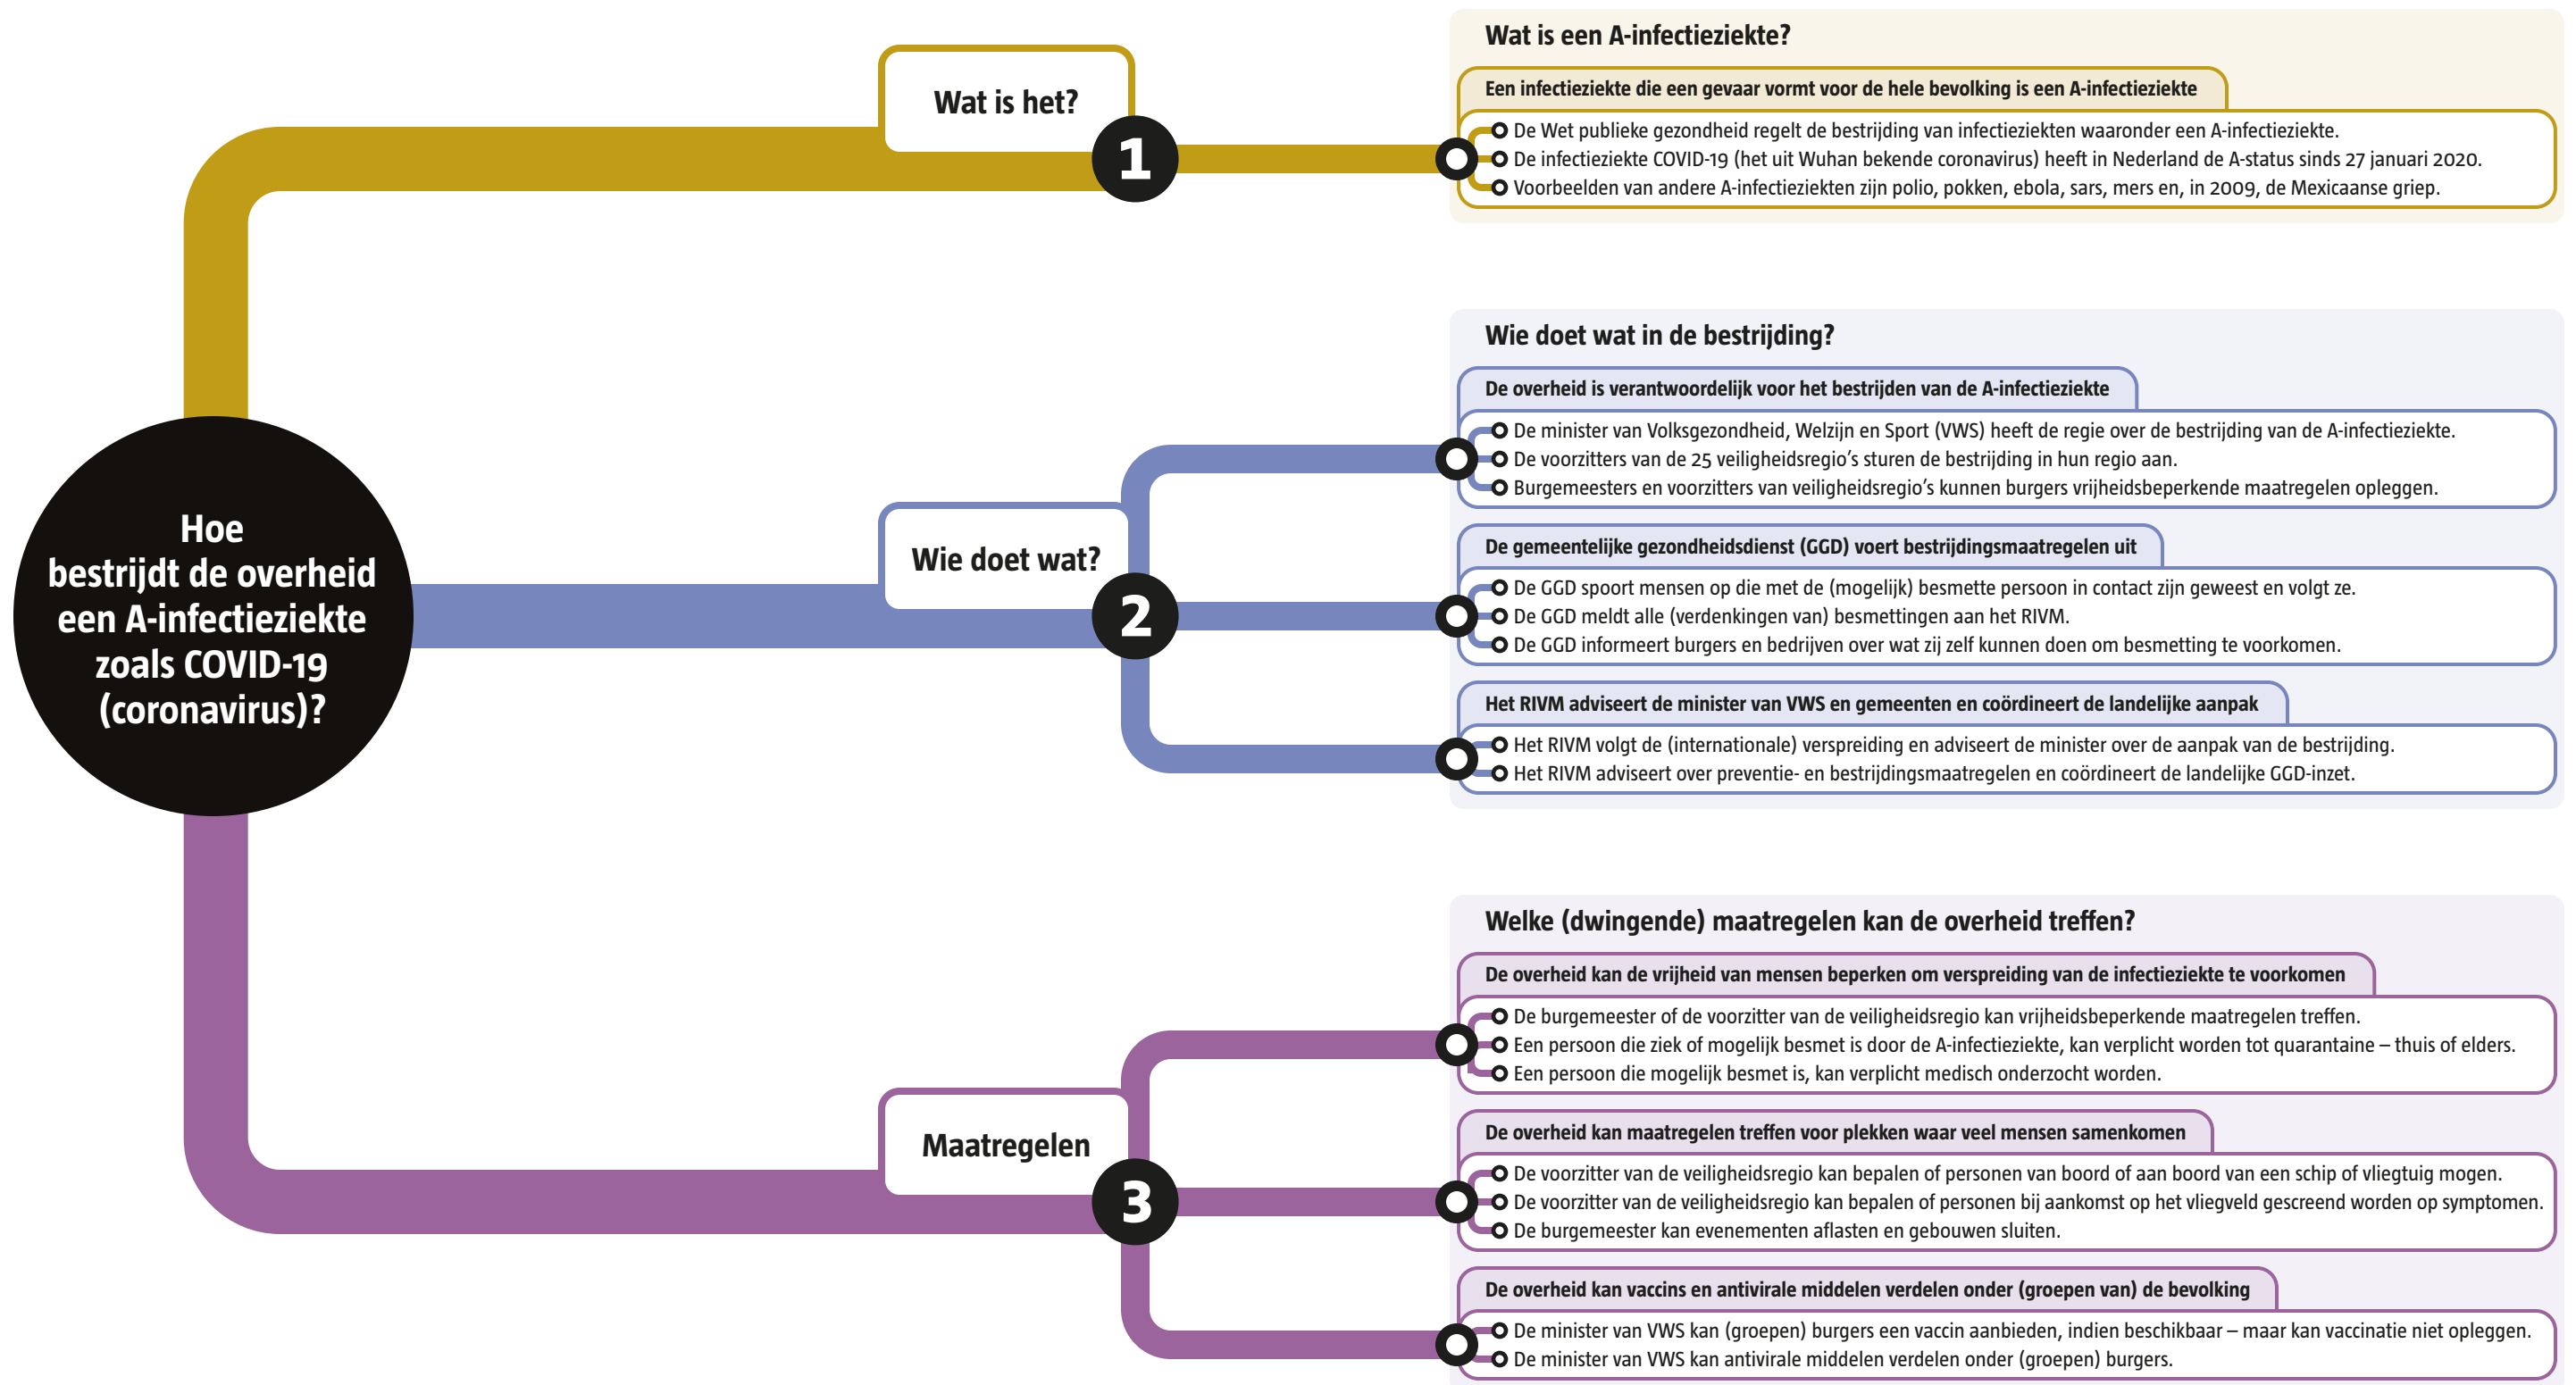 Hoe
bestrijdt de overheid
een A-infectieziekte
zoals COVID-19
(coronavirus)?
Wat is het?
1
Wat is een A-infectieziekte?
Een infectieziekte die een gevaar vormt voor de hele bevolking is een A-infectieziekte
De Wet publieke gezondheid regelt de bestrijding van infectieziekten waaronder een A-infectieziekte.
De infectieziekte COVID-19 (het uit Wuhan bekende coronavirus) heeft in Nederland de A-status sinds 27 januari 2020.
Voorbeelden van andere A-infectieziekten zijn polio, pokken, ebola, sars, mers en, in 2009, de Mexicaanse griep.
Wie doet wat?
2
Wie doet wat in de bestrijding?
De overheid is verantwoordelijk voor het bestrijden van de A-infectieziekte
De minister van Volksgezondheid, Welzijn en Sport (VWS) heeft de regie over de bestrijding van de A-infectieziekte.
De voorzitters van de 25 veiligheidsregio's sturen de bestrijding in hun regio aan.
Burgemeesters en voorzitters van veiligheidsregio's kunnen burgers vrijheidsbeperkende maatregelen opleggen.
De gemeentelijke gezondheidsdienst (GGD) voert bestrijdingsmaatregelen uit
De GGD spoort mensen op die met de (mogelijk) besmette persoon in contact zijn geweest en volgt ze.
De GGD meldt alle (verdenkingen van) besmettingen aan het RIVM.
De GGD informeert burgers en bedrijven over wat zij zelf kunnen doen om besmetting te voorkomen.
Het RIVM adviseert de minister van VWS en gemeenten en coördineert de landelijke aanpak
Het RIVM volgt de (internationale) verspreiding en adviseert de minister over de aanpak van de bestrijding.
Het RIVM adviseert over preventie- en bestrijdingsmaatregelen en coördineert de landelijke GGD-inzet.
Maatregelen
3
Welke (dwingende) maatregelen kan de overheid treffen?
De overheid kan de vrijheid van mensen beperken om verspreiding van de infectieziekte te voorkomen
De burgemeester of de voorzitter van de veiligheidsregio kan vrijheidsbeperkende maatregelen treffen.
Een persoon die ziek of mogelijk besmet is door de A-infectieziekte, kan verplicht worden tot quarantaine – thuis of elders.
Een persoon die mogelijk besmet is, kan verplicht medisch onderzocht worden.
De overheid kan maatregelen treffen voor plekken waar veel mensen samenkomen
De voorzitter van de veiligheidsregio kan bepalen of personen van boord of aan boord van een schip of vliegtuig mogen.
De voorzitter van de veiligheidsregio kan bepalen of personen bij aankomst op het vliegveld gescreend worden op symptomen.
De burgemeester kan evenementen aflasten en gebouwen sluiten.
De overheid kan vaccins en antivirale middelen verdelen onder (groepen van) de bevolking
De minister van VWS kan (groepen) burgers een vaccin aanbieden, indien beschikbaar – maar kan vaccinatie niet opleggen.
De minister van VWS kan antivirale middelen verdelen onder (groepen) burgers.